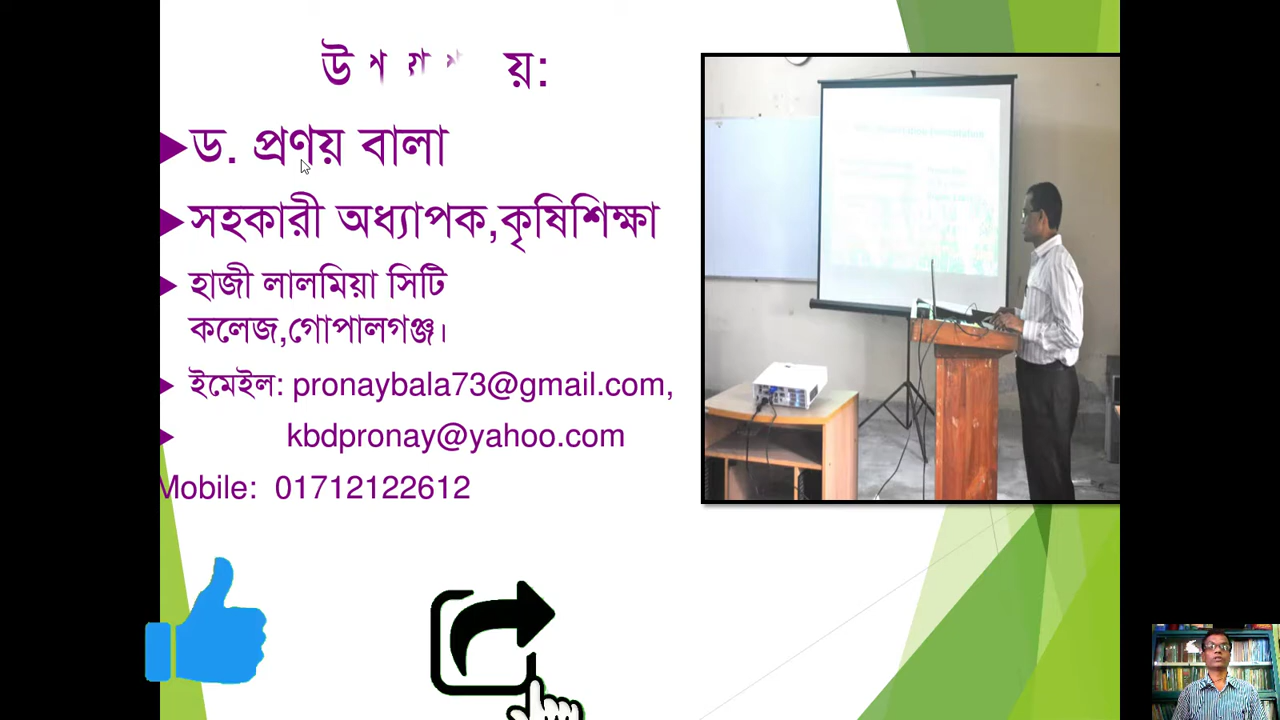 ড. প্রণয় বালা
সহকারী অধ্যাপক,কৃষিশিক্ষা
হাজী লালমিয়া সিটি
কলেজ,গোপালগঞ্জ।
ইমেইল: pronaybala73@gmail.com,
kbdpronay@yahoo.com
Mobile: 01712122612